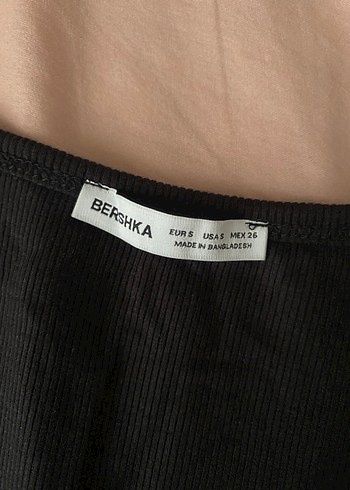 BERSHKA
EUR S USA S MEX 26
MADE IN BANGLADESH